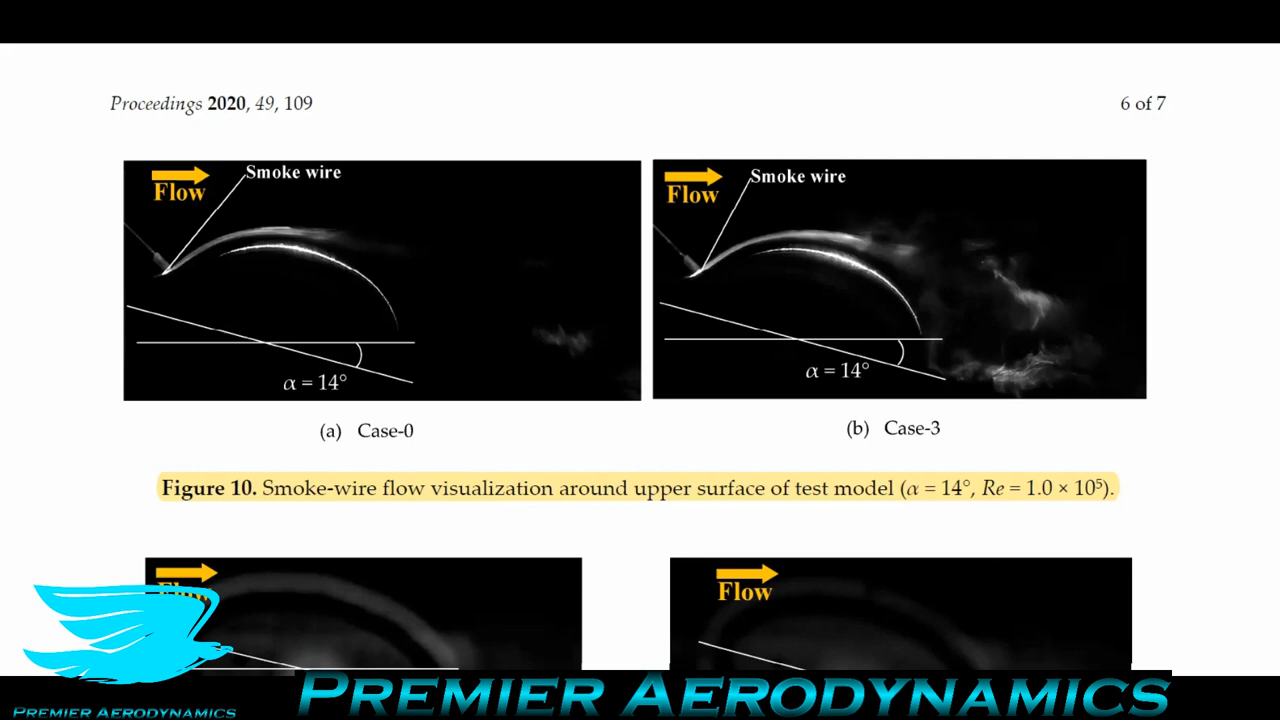 Proceedings 2020, 49, 109
6 of 7
Smoke wire
Flow
α = 14°
Smoke wire
Flow
α = 14°
(a) Case-0
(b) Case-3
Figure 10. Smoke-wire flow visualization around upper surface of test model (α = 14°, Re = 1.0 × 10⁵).
Flow
Flow
PREMIER AERODYNAMICS
PREMIER AERODYNAMICS